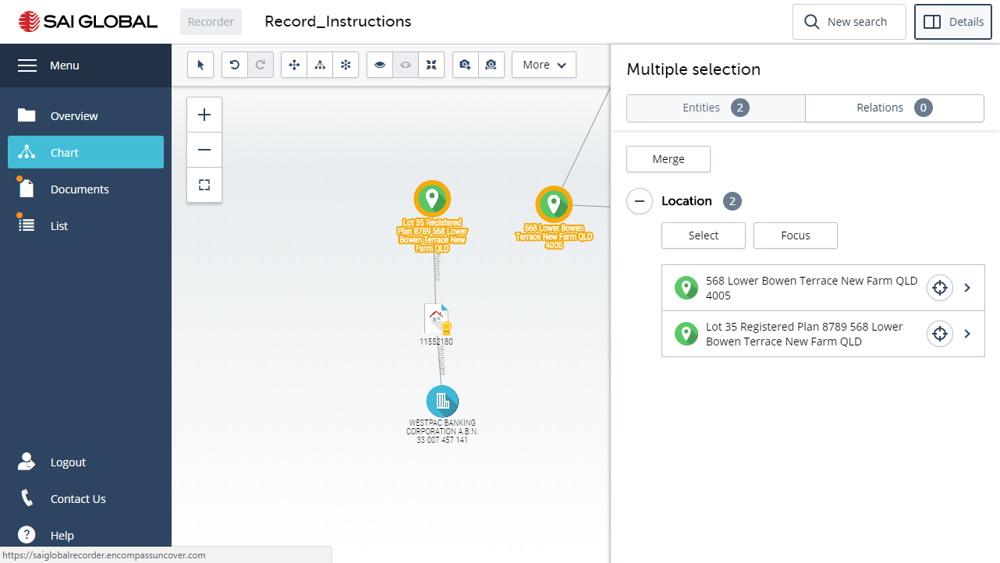 SAI GLOBAL
Recorder
Record_Instructions
New search
Details
Menu
Overview
Chart
Documents
List
Logout
Contact Us
Help
https://saiglobalrecorder.encompassuncover.com
More
Lot 35 Registered
Plan 8789 568 Lower
Bowen Terrace New
Farm QLD
Reference
11552180
Mortgagee
WESTPAC BANKING
CORPORATION A.B.N.
33 007 457 141
568 Lower Bowen
Terrace New Farm QLD
4005
Multiple selection
Entities 2
Relations 0
Merge
Location 2
Select
Focus
568 Lower Bowen Terrace New Farm QLD
4005
Lot 35 Registered Plan 8789 568 Lower
Bowen Terrace New Farm QLD